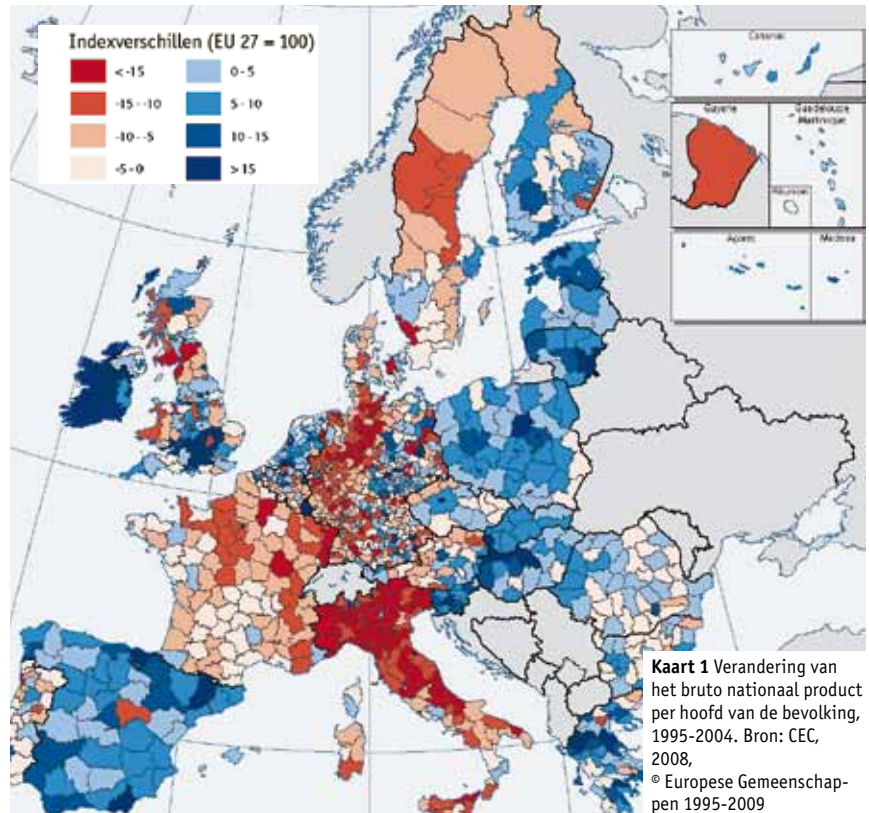 Indexverschillen (EU 27 = 100)
< -15
-15 - -10
-10 - -5
-5 - 0
0 - 5
5 - 10
10 - 15
> 15
Canarias
Guyane
Guadeloupe
Martinique
Réunion
Açores
Madeira
Kaart 1 Verandering van
het bruto nationaal product
per hoofd van de bevolking,
1995-2004. Bron: CEC,
2008,
© Europese Gemeenschap-
pen 1995-2009